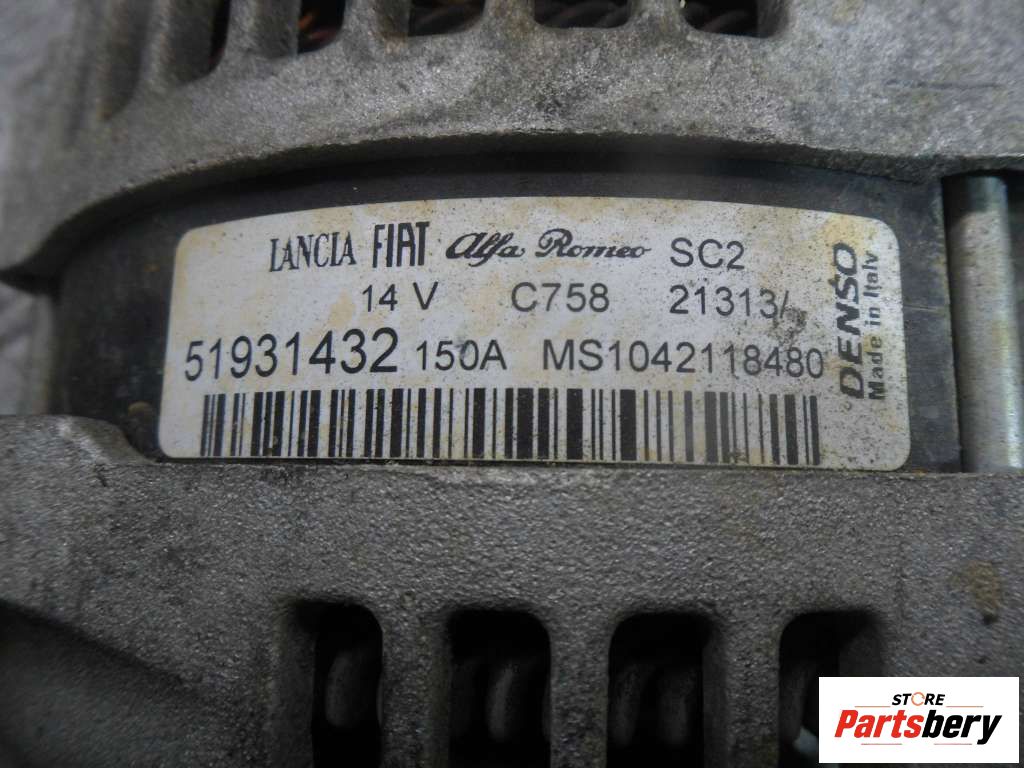 LANCIA FIAT Alfa Romeo SC2
14 V C758 21313/
51931432 150A MS1042118480
DENSO
Made in Italy
STORE
Partsbery